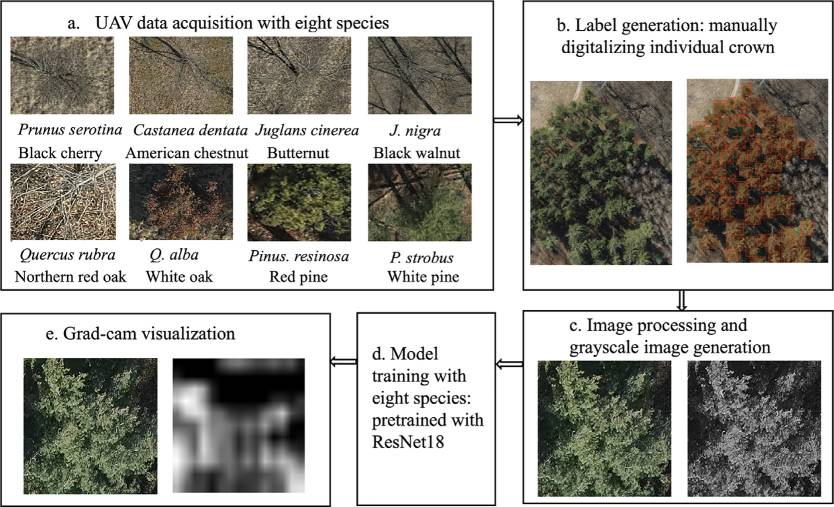 a. UAV data acquisition with eight species
Prunus serotina
Castanea dentata
Juglans cinerea
J. nigra
Black cherry
American chestnut
Butternut
Black walnut
Quercus rubra
Q. alba
Pinus. resinosa
P. strobus
Northern red oak
White oak
Red pine
White pine
b. Label generation: manually
digitalizing individual crown
c. Image processing and
grayscale image generation
d. Model
training with
eight species:
pretrained with
ResNet18
e. Grad-cam visualization